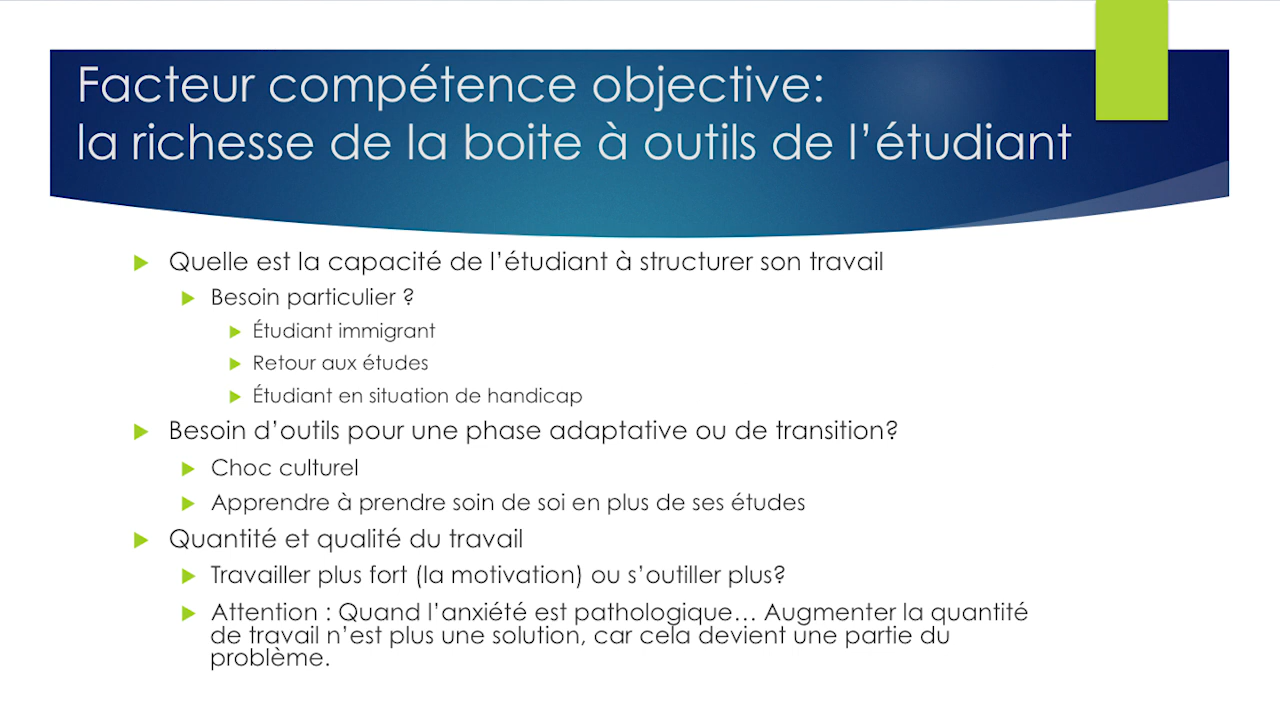 Facteur compétence objective:
la richesse de la boite à outils de l’étudiant
Quelle est la capacité de l’étudiant à structurer son travail
Besoin particulier ?
Étudiant immigrant
Retour aux études
Étudiant en situation de handicap
Besoin d’outils pour une phase adaptative ou de transition?
Choc culturel
Apprendre à prendre soin de soi en plus de ses études
Quantité et qualité du travail
Travailler plus fort (la motivation) ou s’outiller plus?
Attention : Quand l’anxiété est pathologique… Augmenter la quantité
de travail n’est plus une solution, car cela devient une partie du
problème.